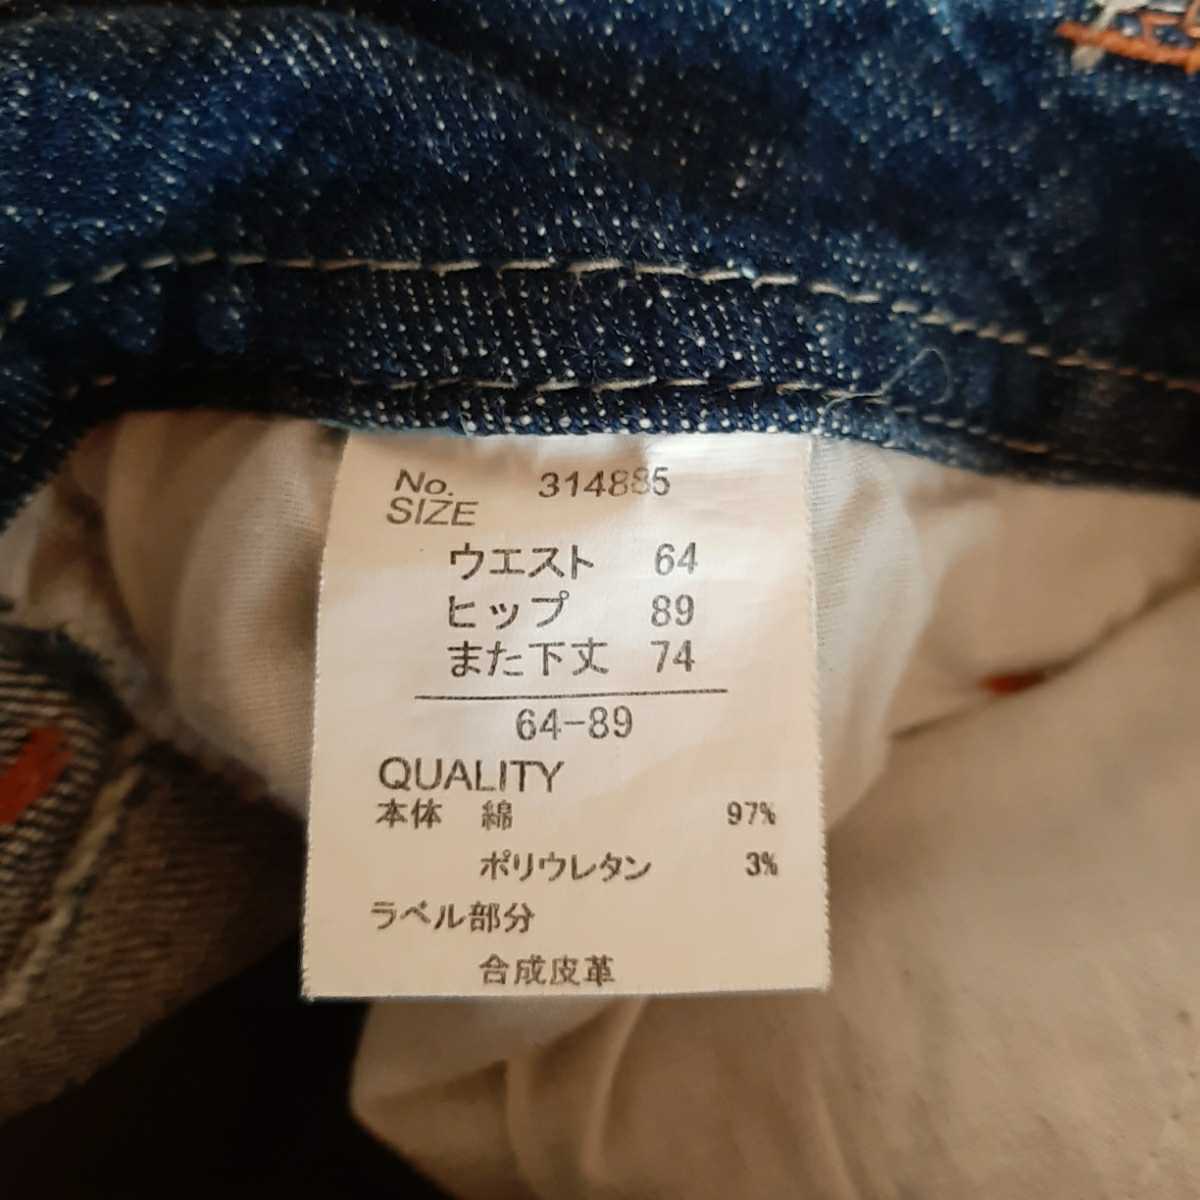 No. 314885
SIZE
ウエスト 64
ヒップ 89
また下丈 74
64-89
QUALITY
本体 綿 97%
ポリウレタン 3%
ラベル部分
合成皮革